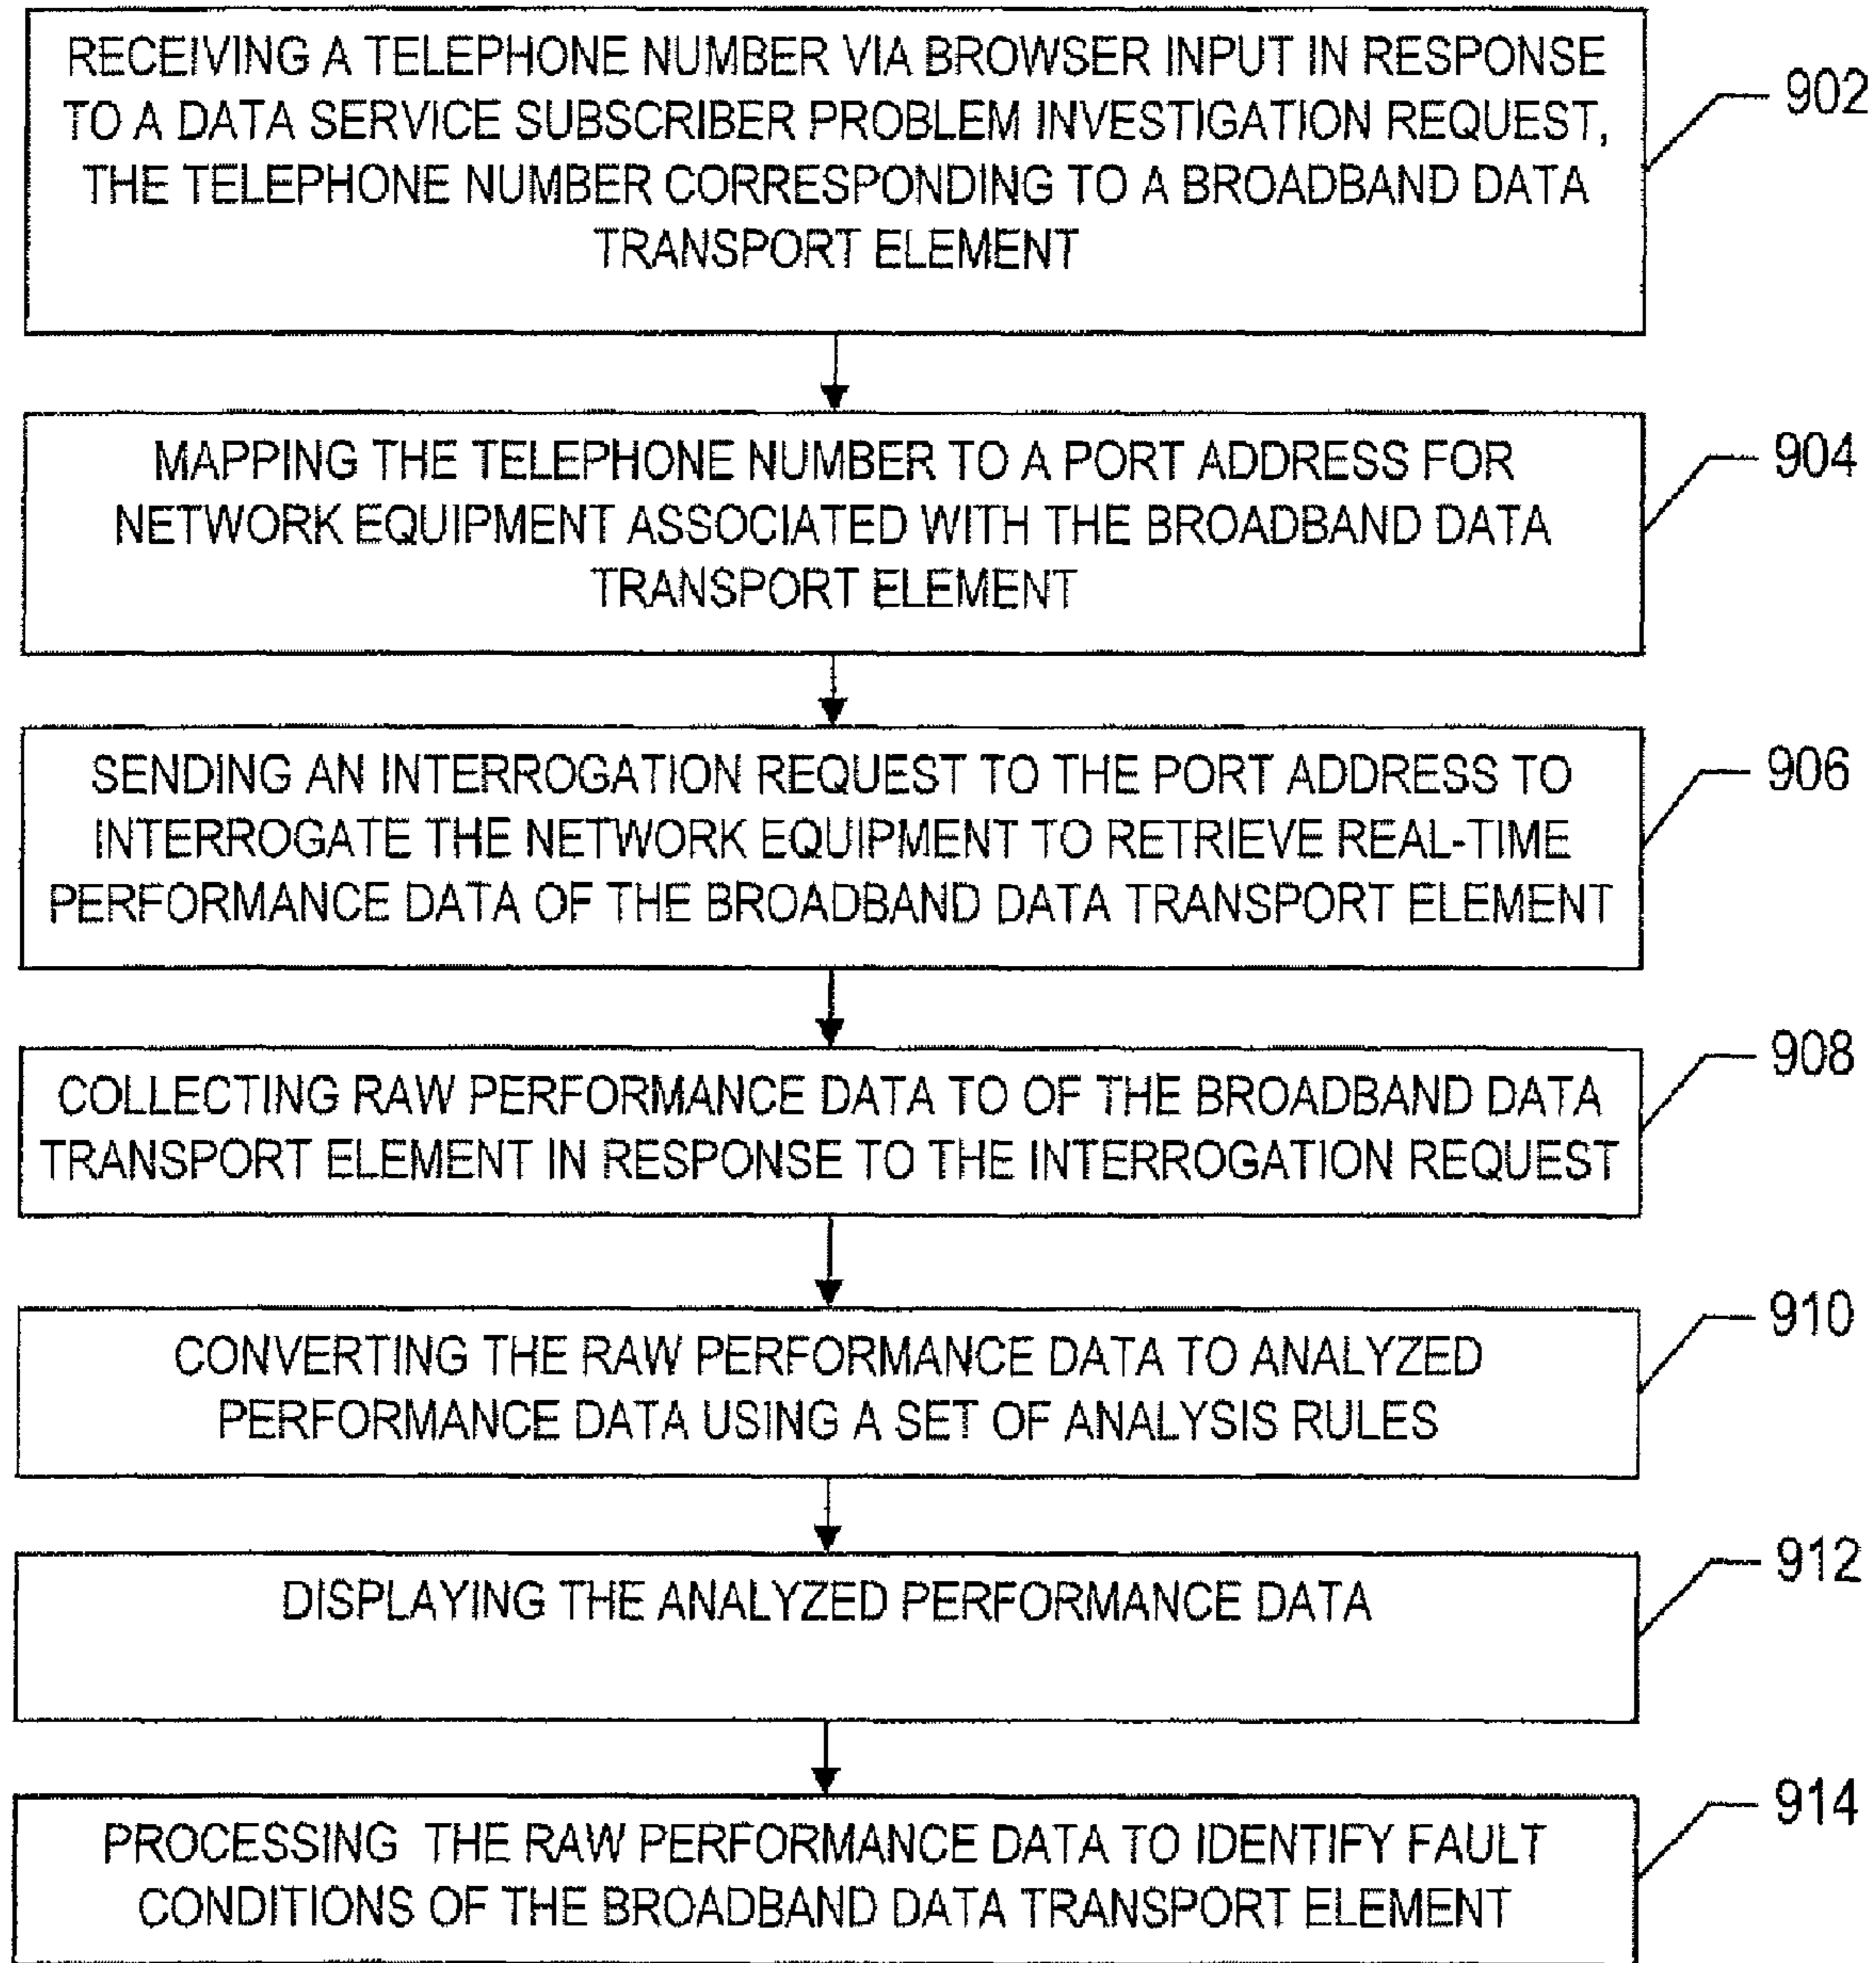 RECEIVING A TELEPHONE NUMBER VIA BROWSER INPUT IN RESPONSE
TO A DATA SERVICE SUBSCRIBER PROBLEM INVESTIGATION REQUEST,
THE TELEPHONE NUMBER CORRESPONDING TO A BROADBAND DATA
TRANSPORT ELEMENT
902
MAPPING THE TELEPHONE NUMBER TO A PORT ADDRESS FOR
NETWORK EQUIPMENT ASSOCIATED WITH THE BROADBAND DATA
TRANSPORT ELEMENT
904
SENDING AN INTERROGATION REQUEST TO THE PORT ADDRESS TO
INTERROGATE THE NETWORK EQUIPMENT TO RETRIEVE REAL-TIME
PERFORMANCE DATA OF THE BROADBAND DATA TRANSPORT ELEMENT
906
COLLECTING RAW PERFORMANCE DATA TO OF THE BROADBAND DATA
TRANSPORT ELEMENT IN RESPONSE TO THE INTERROGATION REQUEST
908
CONVERTING THE RAW PERFORMANCE DATA TO ANALYZED
PERFORMANCE DATA USING A SET OF ANALYSIS RULES
910
DISPLAYING THE ANALYZED PERFORMANCE DATA
912
PROCESSING THE RAW PERFORMANCE DATA TO IDENTIFY FAULT
CONDITIONS OF THE BROADBAND DATA TRANSPORT ELEMENT
914